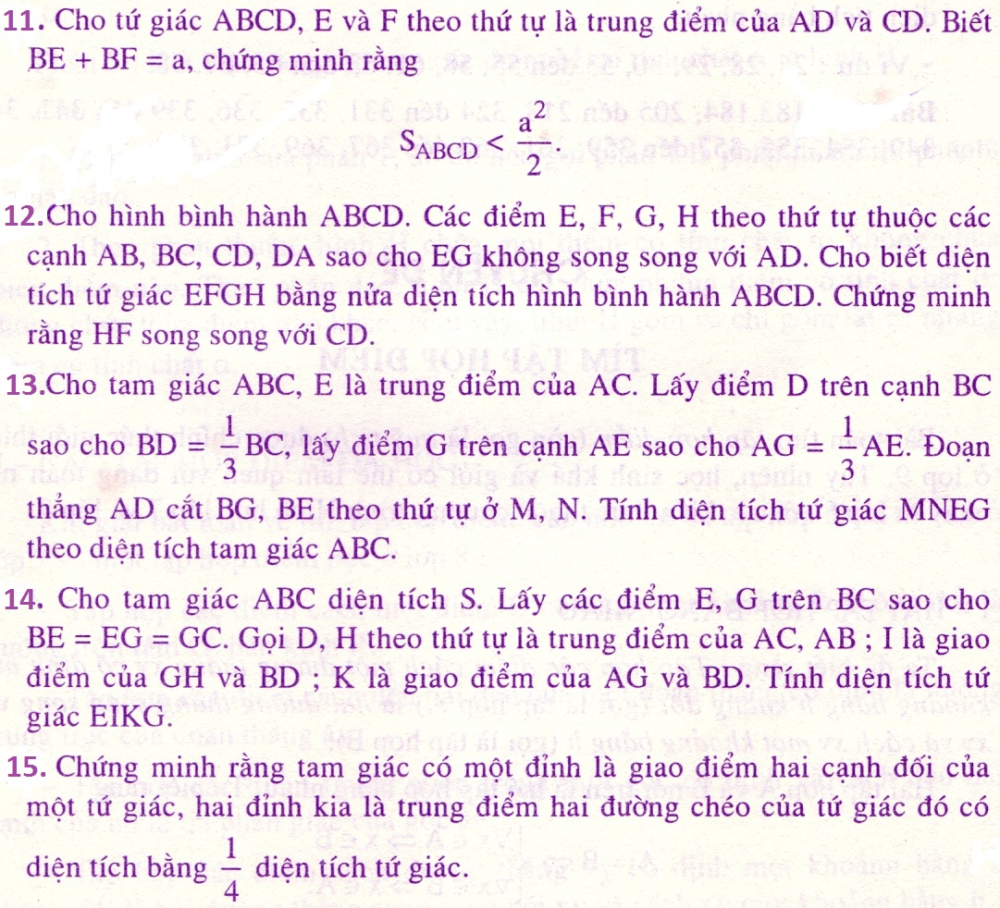 11. Cho tứ giác ABCD, E và F theo thứ tự là trung điểm của AD và CD. Biết
BE + BF = a, chứng minh rằng
S_ABCD < a²/2.
12.Cho hình bình hành ABCD. Các điểm E, F, G, H theo thứ tự thuộc các
cạnh AB, BC, CD, DA sao cho EG không song song với AD. Cho biết diện
tích tứ giác EFGH bằng nửa diện tích hình bình hành ABCD. Chứng minh
rằng HF song song với CD.
13.Cho tam giác ABC, E là trung điểm của AC. Lấy điểm D trên cạnh BC
sao cho BD = 1/3 BC, lấy điểm G trên cạnh AE sao cho AG = 1/3 AE. Đoạn
thẳng AD cắt BG, BE theo thứ tự ở M, N. Tính diện tích tứ giác MNEG
theo diện tích tam giác ABC.
14. Cho tam giác ABC diện tích S. Lấy các điểm E, G trên BC sao cho
BE = EG = GC. Gọi D, H theo thứ tự là trung điểm của AC, AB ; I là giao
điểm của GH và BD ; K là giao điểm của AG và BD. Tính diện tích tứ
giác EIKG.
15. Chứng minh rằng tam giác có một đỉnh là giao điểm hai cạnh đối của
một tứ giác, hai đỉnh kia là trung điểm hai đường chéo của tứ giác đó có
diện tích bằng 1/4 diện tích tứ giác.